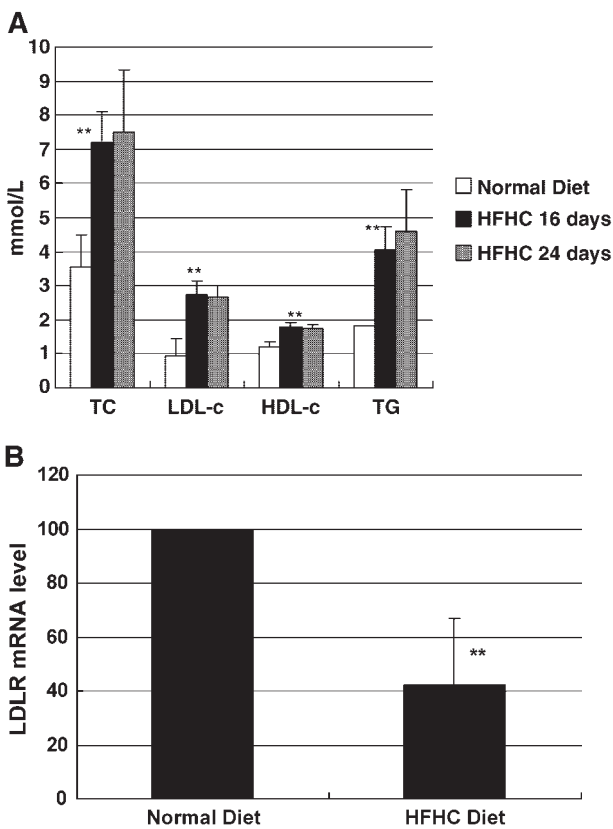 A
10
9
8
7
6
5
4
3
2
1
0
mmol/L
**
**
**
**
TC LDL-c HDL-c TG
Normal Diet
HFHC 16 days
HFHC 24 days
B
120
100
80
60
40
20
0
LDLR mRNA level
**
Normal Diet HFHC Diet